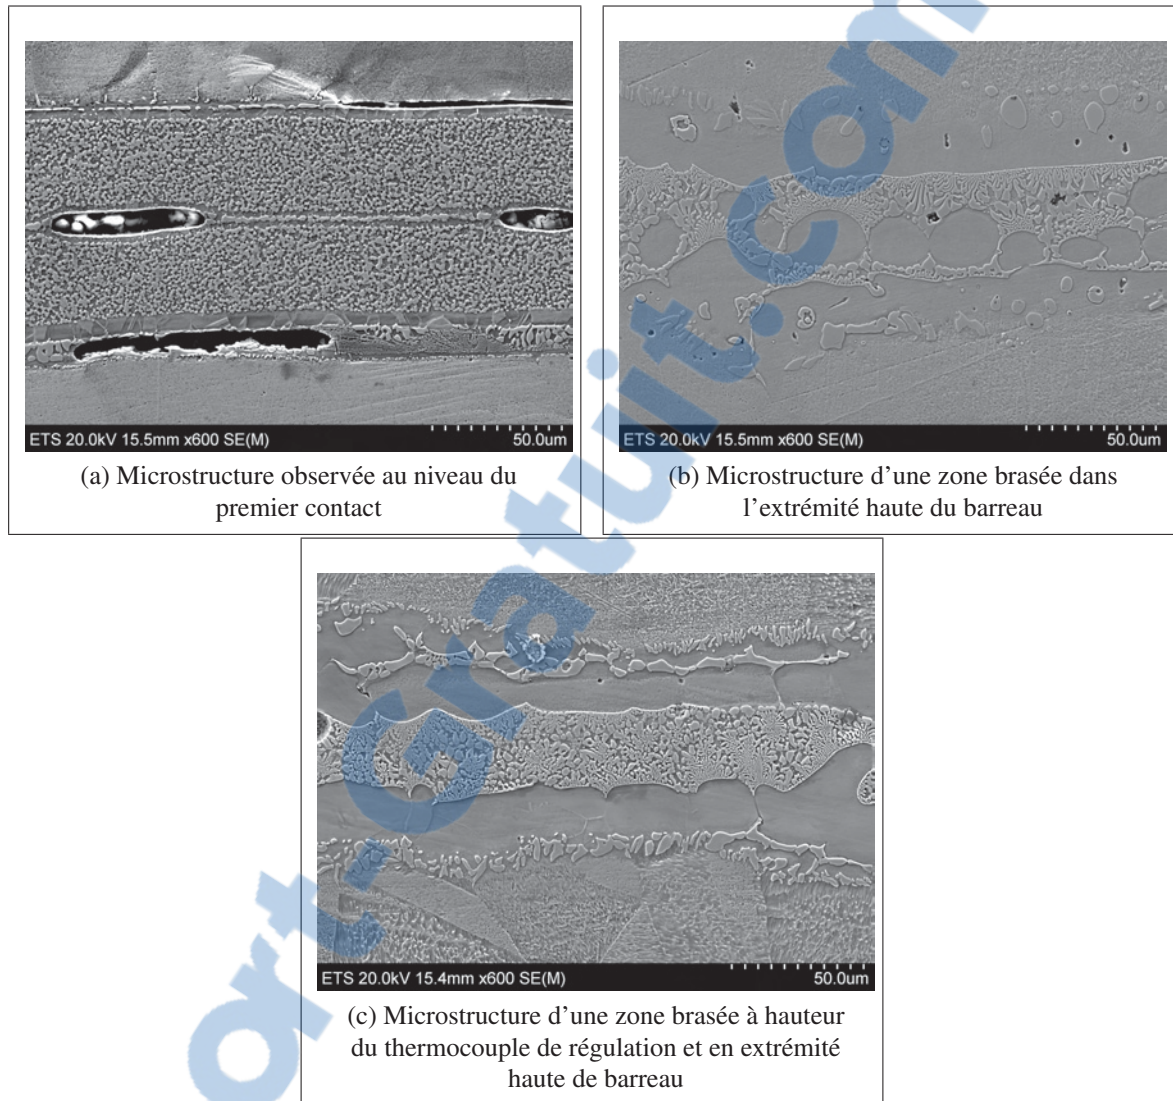 ETS 20.0kV 15.5mm x600 SE(M) 50.0um
(a) Microstructure observée au niveau du
premier contact
ETS 20.0kV 15.5mm x600 SE(M) 50.0um
(b) Microstructure d'une zone brasée dans
l'extrémité haute du barreau
ETS 20.0kV 15.4mm x600 SE(M) 50.0um
(c) Microstructure d'une zone brasée à hauteur
du thermocouple de régulation et en extrémité
haute de barreau
ort-Gratuit.com